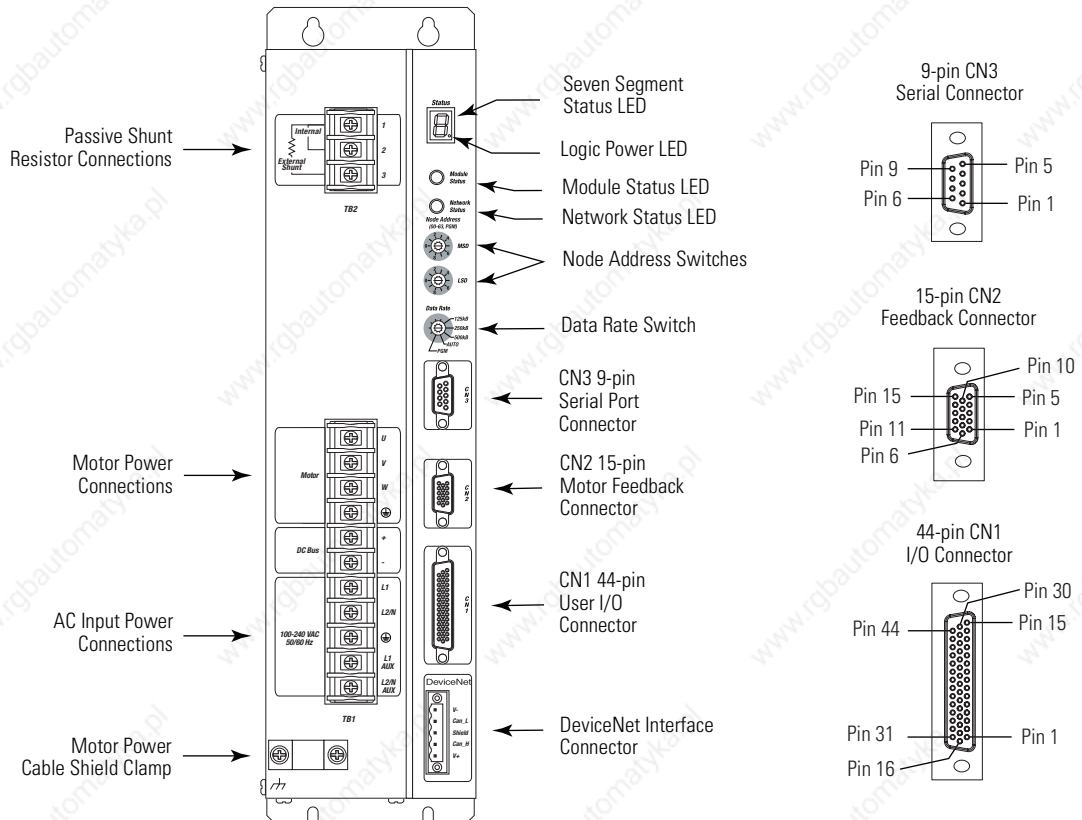 Passive Shunt
Resistor Connections
Motor Power
Connections
AC Input Power
Connections
Motor Power
Cable Shield Clamp
Internal
External
Shunt
1
2
3
TB2
Motor
U
V
W
DC Bus
+
-
100-240 VAC
50/60 Hz
L1
L2/N
L1
AUX
L2/N
AUX
TB1
Status
Module
Status
Network
Status
Node Address
(00-63, PGM)
MSD
LSD
Data Rate
125kB
250kB
500kB
AUTO
PGM
CN3
CN2
CN1
DeviceNet
V-
Can_L
Shield
Can_H
V+
Seven Segment
Status LED
Logic Power LED
Module Status LED
Network Status LED
Node Address Switches
Data Rate Switch
CN3 9-pin
Serial Port
Connector
CN2 15-pin
Motor Feedback
Connector
CN1 44-pin
User I/O
Connector
DeviceNet Interface
Connector
9-pin CN3
Serial Connector
Pin 9
Pin 5
Pin 6
Pin 1
15-pin CN2
Feedback Connector
Pin 10
Pin 15
Pin 5
Pin 11
Pin 1
Pin 6
44-pin CN1
I/O Connector
Pin 30
Pin 44
Pin 15
Pin 31
Pin 1
Pin 16
www.rgbautomatyka.pl